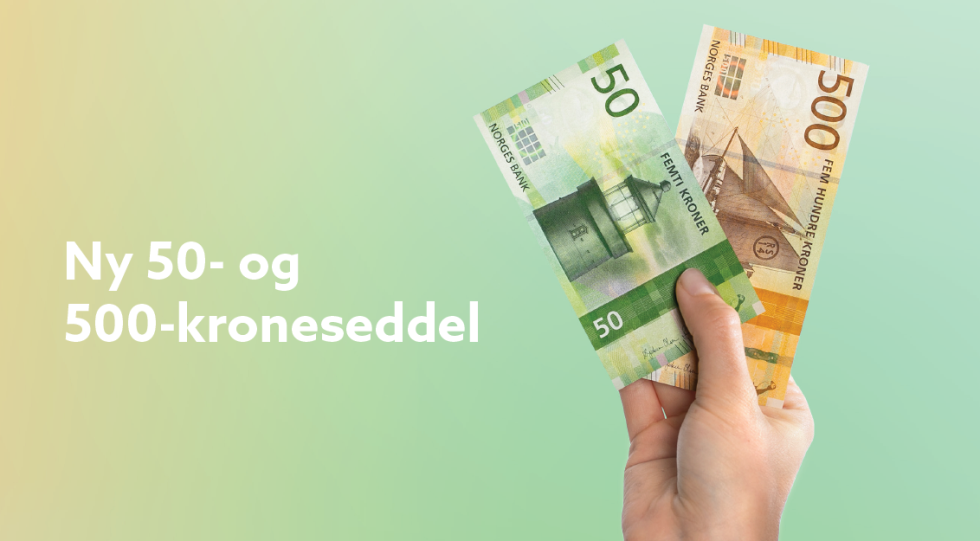 Ny 50- og
500-kroneseddel
50
NORGES BANK
FEMTI KRONER
50
500
NORGES BANK
FEM HUNDRE KRONER